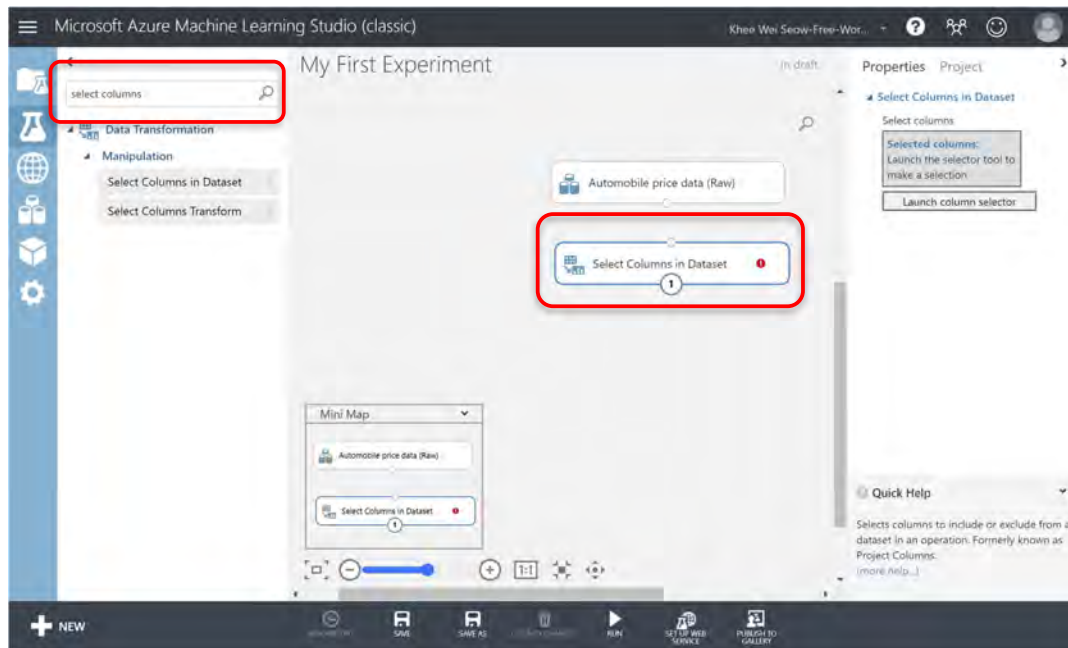 Microsoft Azure Machine Learning Studio (classic)
Khee Wei Seow-Free-Wor...
?
select columns
Data Transformation
Manipulation
Select Columns in Dataset
Select Columns Transform
My First Experiment
In draft
Automobile price data (Raw)
Select Columns in Dataset
1
Mini Map
Automobile price data (Raw)
Select Columns in Dataset
1
1:1
Properties Project
Select Columns in Dataset
Select columns
Selected columns:
Launch the selector tool to
make a selection
Launch column selector
Quick Help
Selects columns to include or exclude from a
dataset in an operation. Formerly known as
Project Columns.
(more help...)
NEW
SAVE
SAVE AS
RUN
SET UP WEB
SERVICE
PUBLISH TO
GALLERY